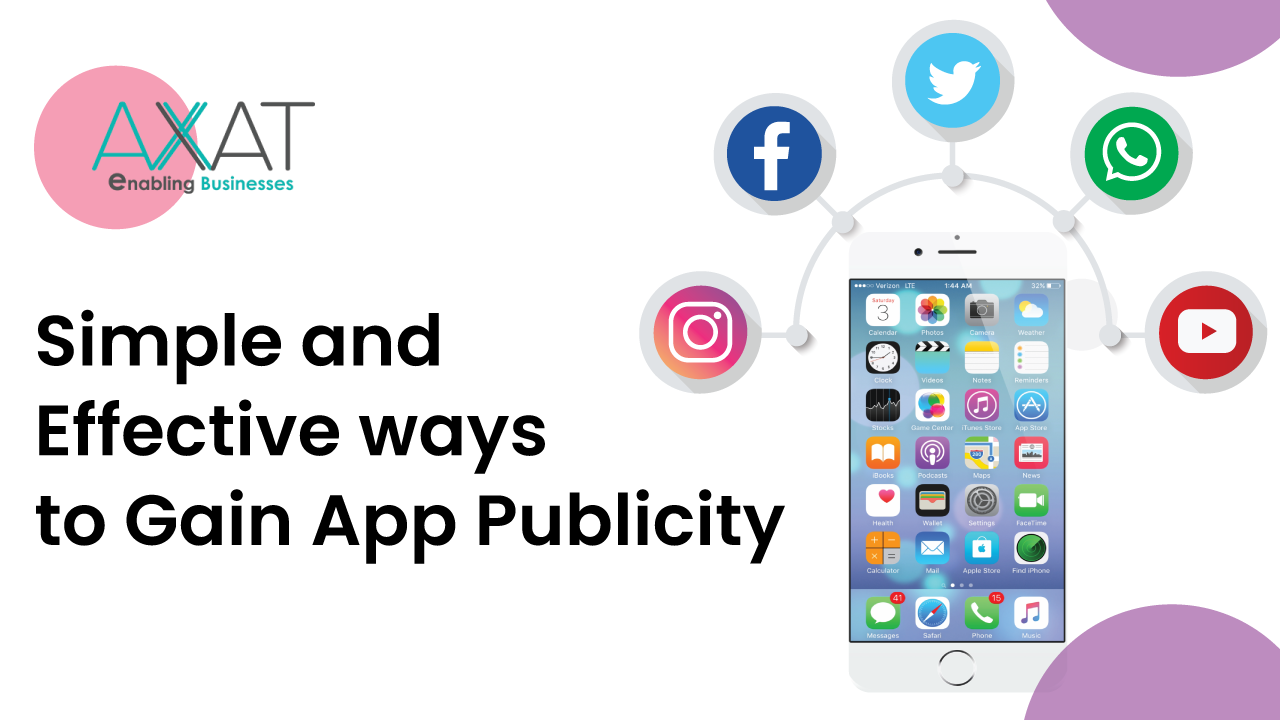 AXAT
enabling Businesses
Simple and
Effective ways
to Gain App Publicity
Verizon LTE 1:44 AM 32%
Saturday
3
Calendar Photos Camera Weather
Clock Videos Notes Reminders
Stocks Game Center iTunes Store App Store
280
iBooks Podcasts Maps News
Health Wallet Settings FaceTime
Calculator Mail Apple Store Find iPhone
41 15
Messages Safari Phone Music